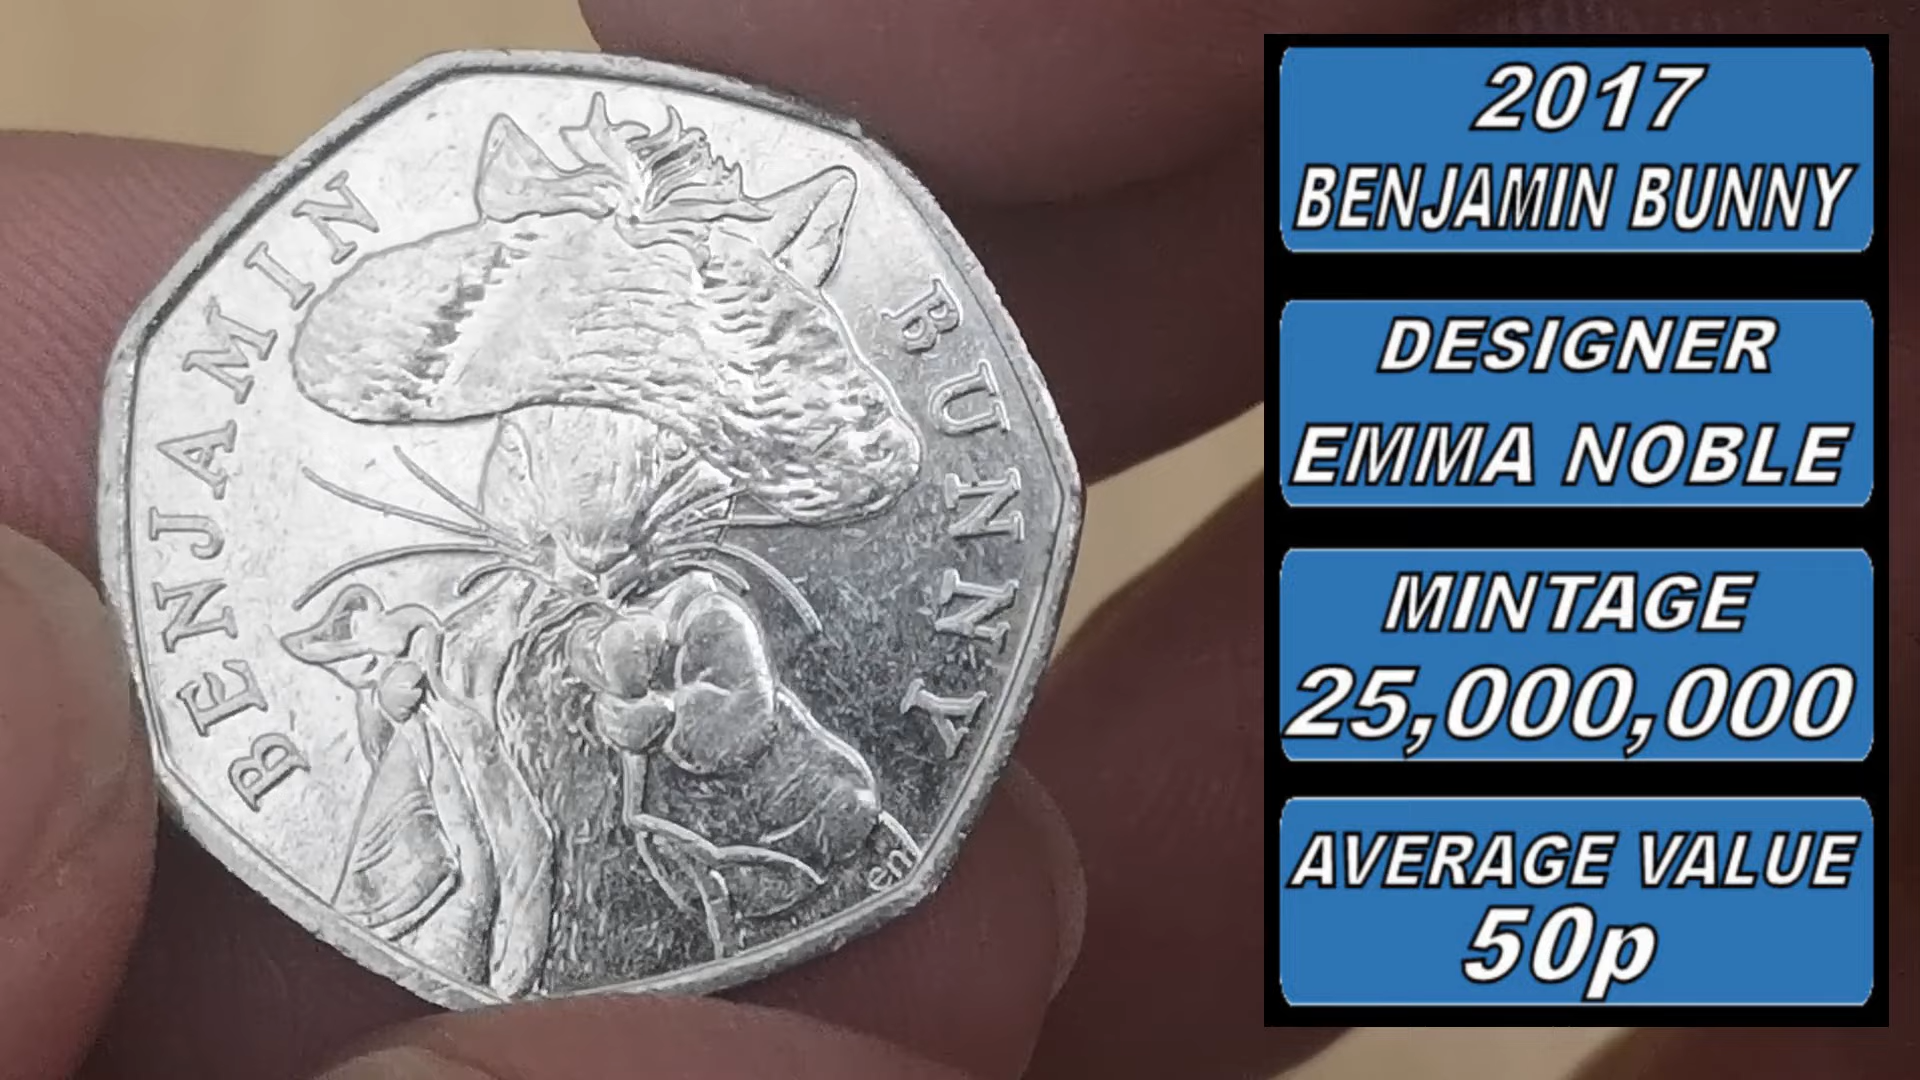 BENJAMIN BUNNY
en
2017
BENJAMIN BUNNY
DESIGNER
EMMA NOBLE
MINTAGE
25,000,000
AVERAGE VALUE
50p